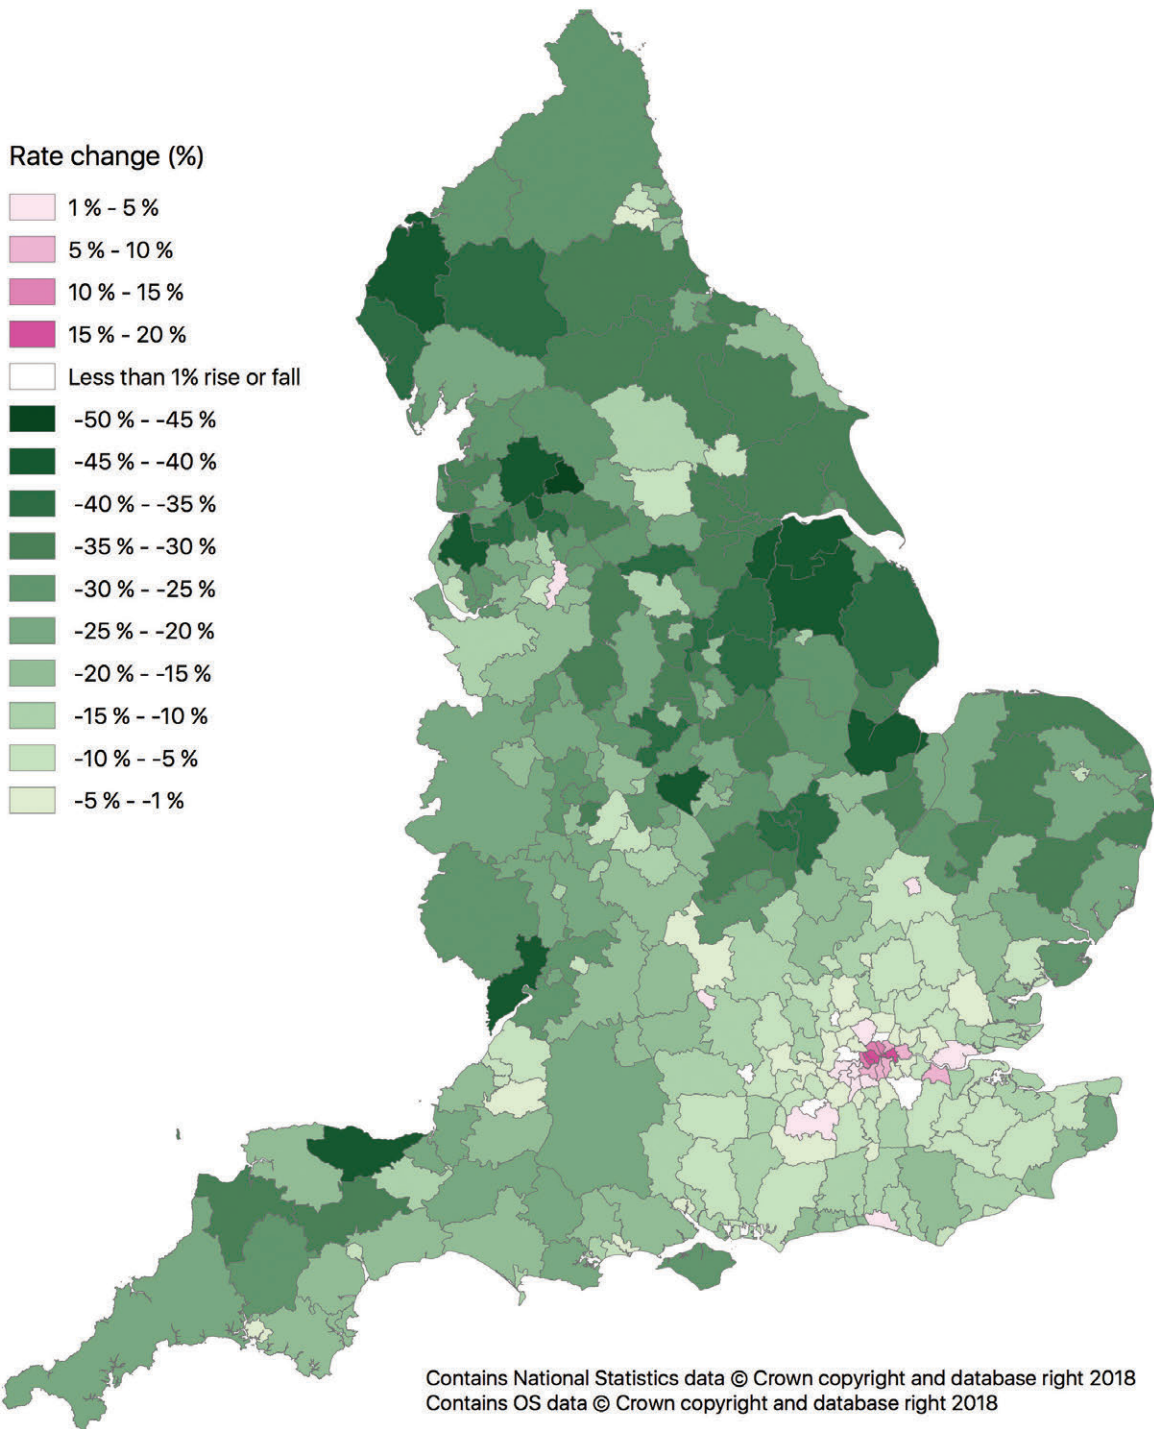 Rate change (%)
1 % - 5 %
5 % - 10 %
10 % - 15 %
15 % - 20 %
Less than 1% rise or fall
-50 % - -45 %
-45 % - -40 %
-40 % - -35 %
-35 % - -30 %
-30 % - -25 %
-25 % - -20 %
-20 % - -15 %
-15 % - -10 %
-10 % - -5 %
-5 % - -1 %
Contains National Statistics data © Crown copyright and database right 2018
Contains OS data © Crown copyright and database right 2018